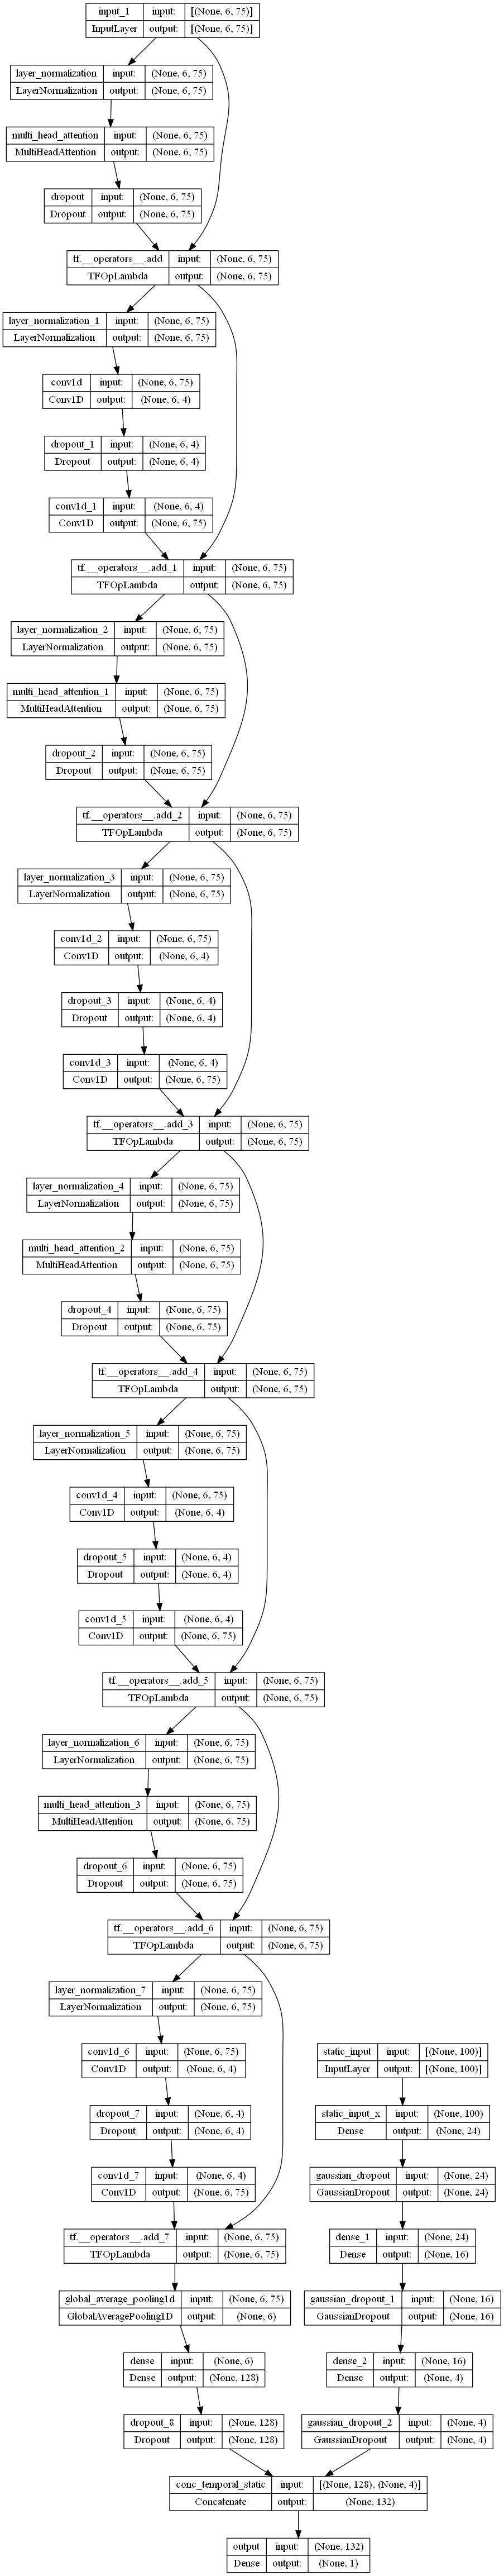 input_1 input: [(None, 6, 75)]
InputLayer output: [(None, 6, 75)]
layer_normalization input: (None, 6, 75)
LayerNormalization output: (None, 6, 75)
multi_head_attention input: (None, 6, 75)
MultiHeadAttention output: (None, 6, 75)
dropout input: (None, 6, 75)
Dropout output: (None, 6, 75)
tf.__operators__.add input: (None, 6, 75)
TFOpLambda output: (None, 6, 75)
layer_normalization_1 input: (None, 6, 75)
LayerNormalization output: (None, 6, 75)
conv1d input: (None, 6, 75)
Conv1D output: (None, 6, 4)
dropout_1 input: (None, 6, 4)
Dropout output: (None, 6, 4)
conv1d_1 input: (None, 6, 4)
Conv1D output: (None, 6, 75)
tf.__operators__.add_1 input: (None, 6, 75)
TFOpLambda output: (None, 6, 75)
layer_normalization_2 input: (None, 6, 75)
LayerNormalization output: (None, 6, 75)
multi_head_attention_1 input: (None, 6, 75)
MultiHeadAttention output: (None, 6, 75)
dropout_2 input: (None, 6, 75)
Dropout output: (None, 6, 75)
tf.__operators__.add_2 input: (None, 6, 75)
TFOpLambda output: (None, 6, 75)
layer_normalization_3 input: (None, 6, 75)
LayerNormalization output: (None, 6, 75)
conv1d_2 input: (None, 6, 75)
Conv1D output: (None, 6, 4)
dropout_3 input: (None, 6, 4)
Dropout output: (None, 6, 4)
conv1d_3 input: (None, 6, 4)
Conv1D output: (None, 6, 75)
tf.__operators__.add_3 input: (None, 6, 75)
TFOpLambda output: (None, 6, 75)
layer_normalization_4 input: (None, 6, 75)
LayerNormalization output: (None, 6, 75)
multi_head_attention_2 input: (None, 6, 75)
MultiHeadAttention output: (None, 6, 75)
dropout_4 input: (None, 6, 75)
Dropout output: (None, 6, 75)
tf.__operators__.add_4 input: (None, 6, 75)
TFOpLambda output: (None, 6, 75)
layer_normalization_5 input: (None, 6, 75)
LayerNormalization output: (None, 6, 75)
conv1d_4 input: (None, 6, 75)
Conv1D output: (None, 6, 4)
dropout_5 input: (None, 6, 4)
Dropout output: (None, 6, 4)
conv1d_5 input: (None, 6, 4)
Conv1D output: (None, 6, 75)
tf.__operators__.add_5 input: (None, 6, 75)
TFOpLambda output: (None, 6, 75)
layer_normalization_6 input: (None, 6, 75)
LayerNormalization output: (None, 6, 75)
multi_head_attention_3 input: (None, 6, 75)
MultiHeadAttention output: (None, 6, 75)
dropout_6 input: (None, 6, 75)
Dropout output: (None, 6, 75)
tf.__operators__.add_6 input: (None, 6, 75)
TFOpLambda output: (None, 6, 75)
layer_normalization_7 input: (None, 6, 75)
LayerNormalization output: (None, 6, 75)
conv1d_6 input: (None, 6, 75)
Conv1D output: (None, 6, 4)
dropout_7 input: (None, 6, 4)
Dropout output: (None, 6, 4)
conv1d_7 input: (None, 6, 4)
Conv1D output: (None, 6, 75)
tf.__operators__.add_7 input: (None, 6, 75)
TFOpLambda output: (None, 6, 75)
global_average_pooling1d input: (None, 6, 75)
GlobalAveragePooling1D output: (None, 6)
dense input: (None, 6)
Dense output: (None, 128)
dropout_8 input: (None, 128)
Dropout output: (None, 128)
static_input input: [(None, 100)]
InputLayer output: [(None, 100)]
static_input_x input: (None, 100)
Dense output: (None, 24)
gaussian_dropout input: (None, 24)
GaussianDropout output: (None, 24)
dense_1 input: (None, 24)
Dense output: (None, 16)
gaussian_dropout_1 input: (None, 16)
GaussianDropout output: (None, 16)
dense_2 input: (None, 16)
Dense output: (None, 4)
gaussian_dropout_2 input: (None, 4)
GaussianDropout output: (None, 4)
conc_temporal_static input: [(None, 128), (None, 4)]
Concatenate output: (None, 132)
output input: (None, 132)
Dense output: (None, 1)